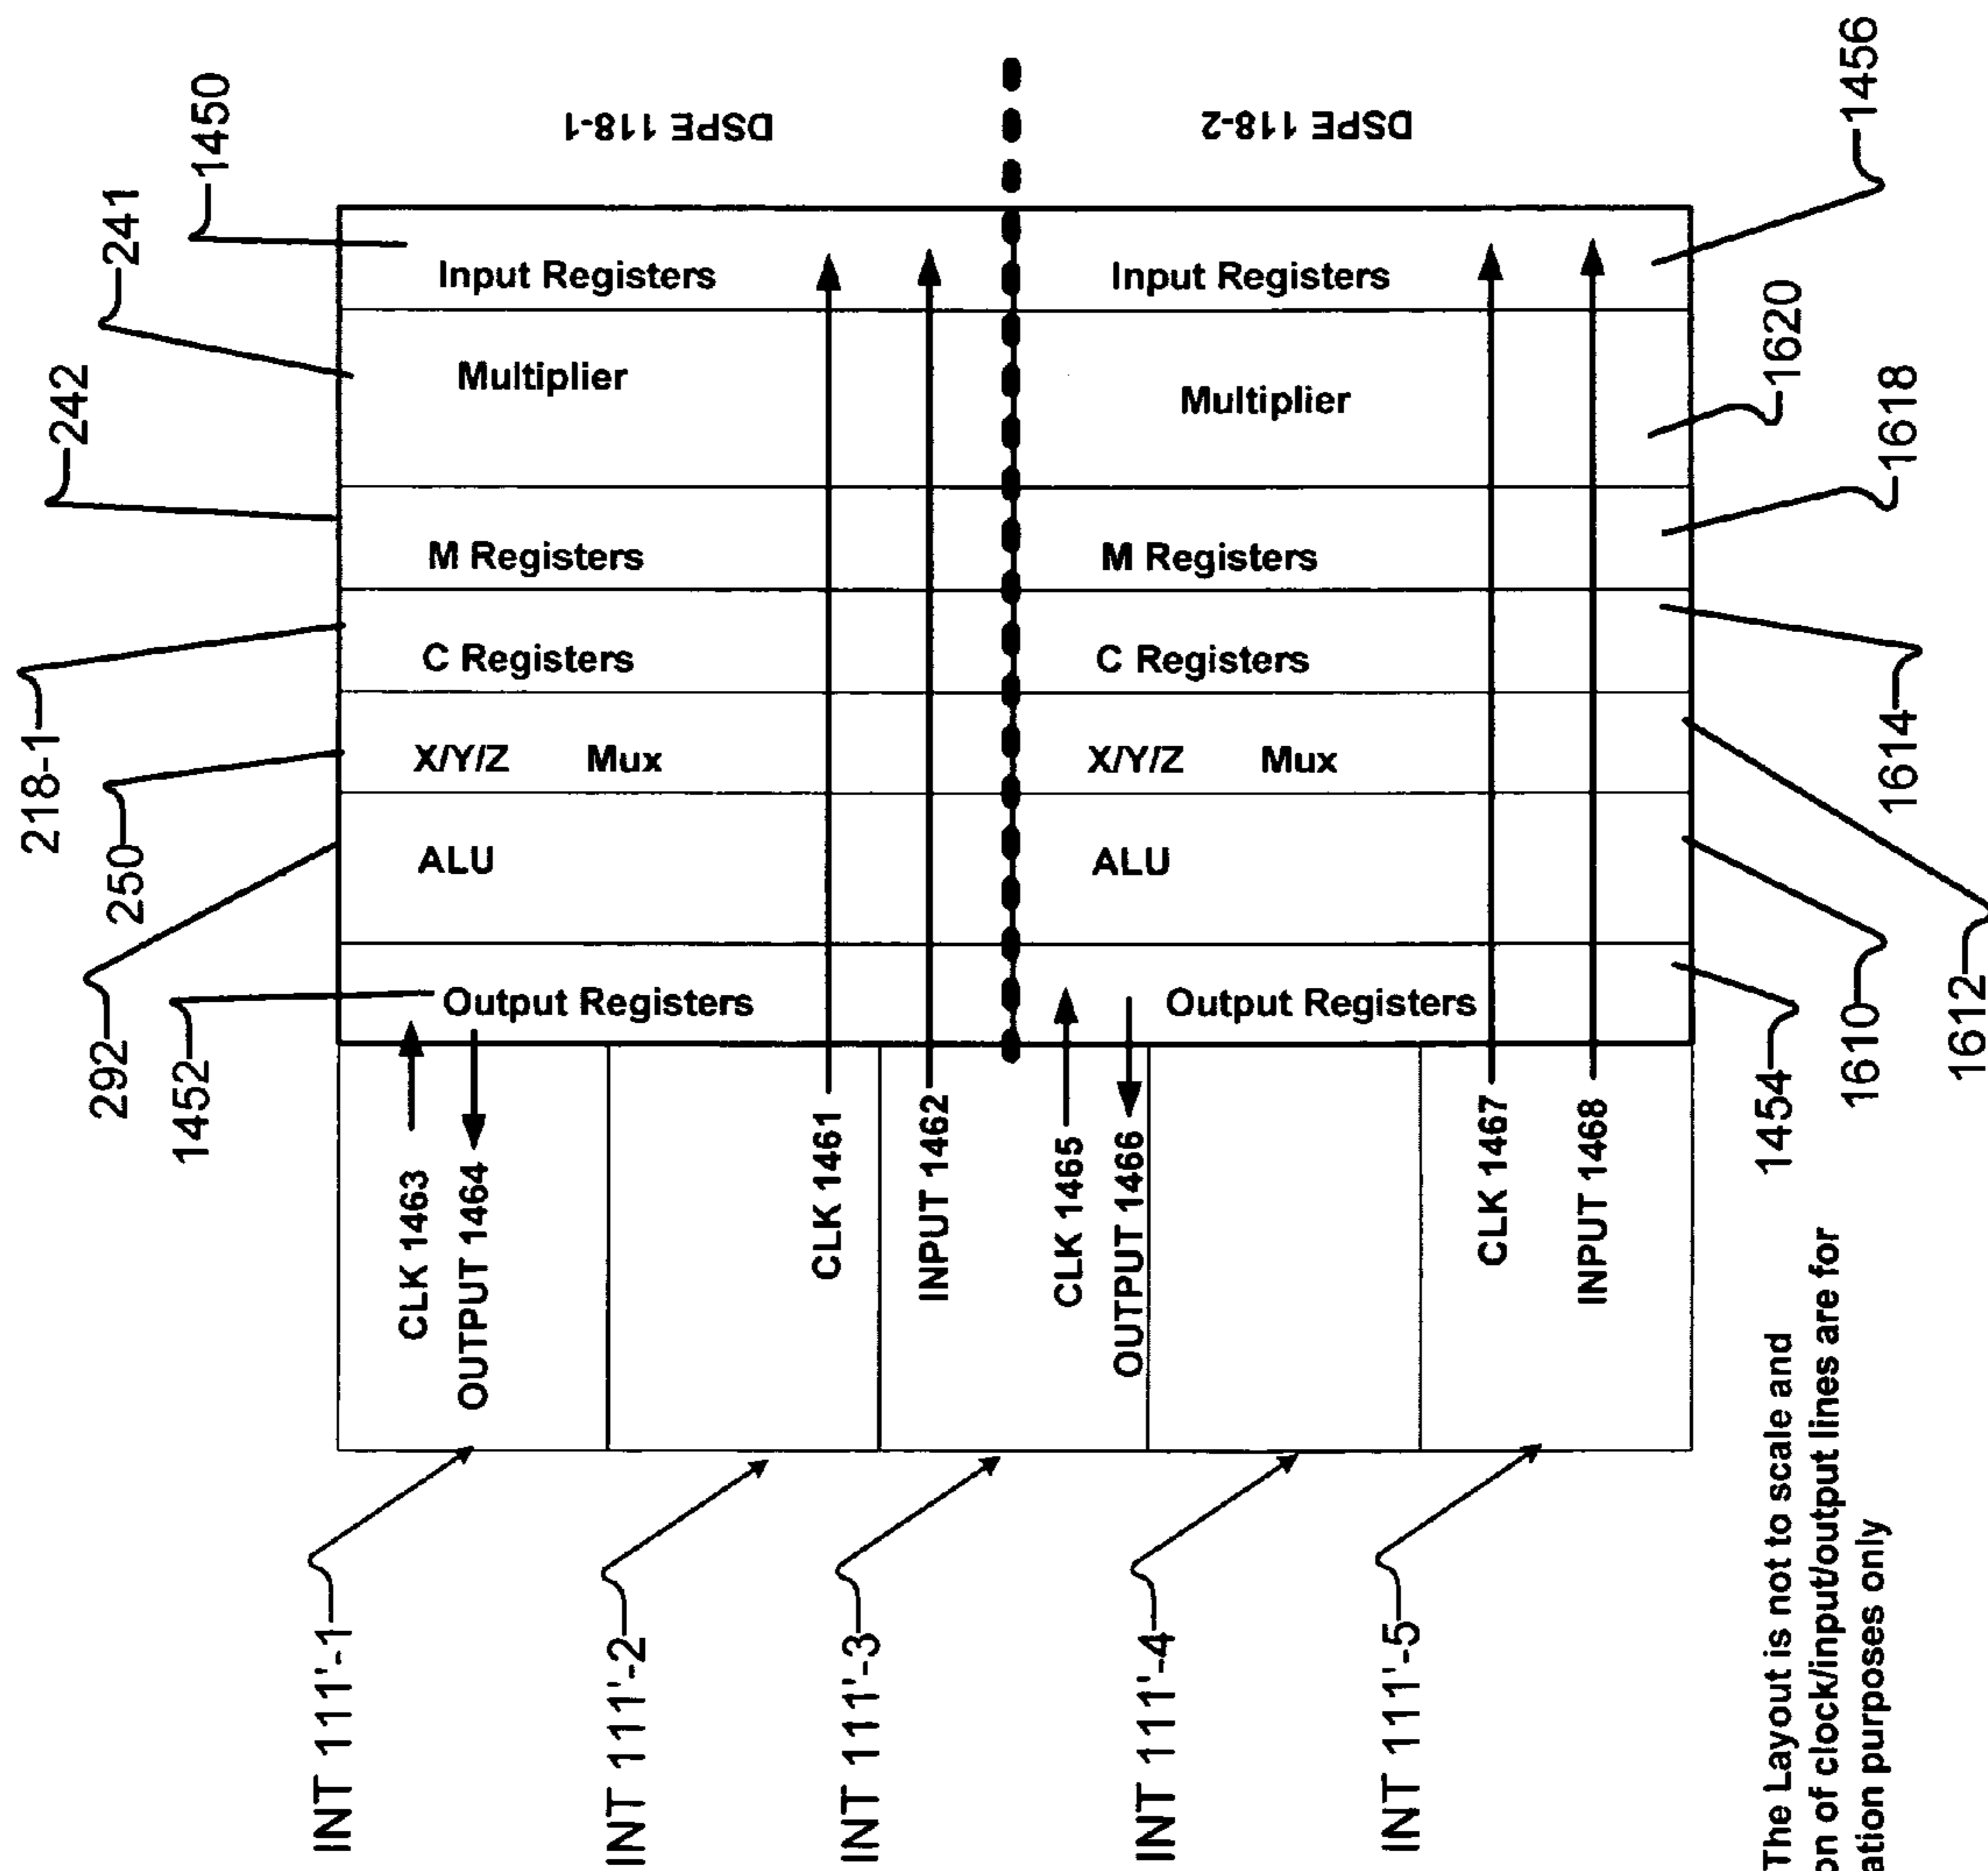 1450
241
242
218-1
250
292
1452
DSPE 118-1
DSPE 118-2
Input Registers
Multiplier
M Registers
C Registers
X/Y/Z Mux
ALU
Output Registers
Input Registers
Multiplier
M Registers
C Registers
X/Y/Z Mux
ALU
Output Registers
1456
1620
1618
1614
1612
1610
1454
CLK 1463
OUTPUT 1464
CLK 1461
INPUT 1462
CLK 1465
OUTPUT 1466
CLK 1467
INPUT 1468
INT 111'-1
INT 111'-2
INT 111'-3
INT 111'-4
INT 111'-5
The Layout is not to scale and
of clock/input/output lines are for
purposes only